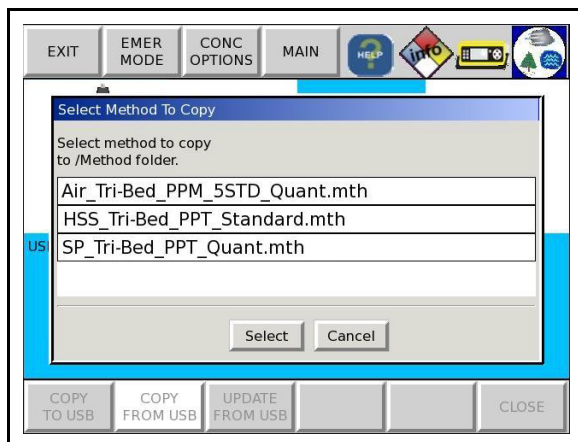 EXIT
EMER
MODE
CONC
OPTIONS
MAIN
HELP
info
Select Method To Copy
Select method to copy
to /Method folder.
Air_Tri-Bed_PPM_5STD_Quant.mth
HSS_Tri-Bed_PPT_Standard.mth
SP_Tri-Bed_PPT_Quant.mth
US
Select
Cancel
COPY
TO USB
COPY
FROM USB
UPDATE
FROM USB
CLOSE